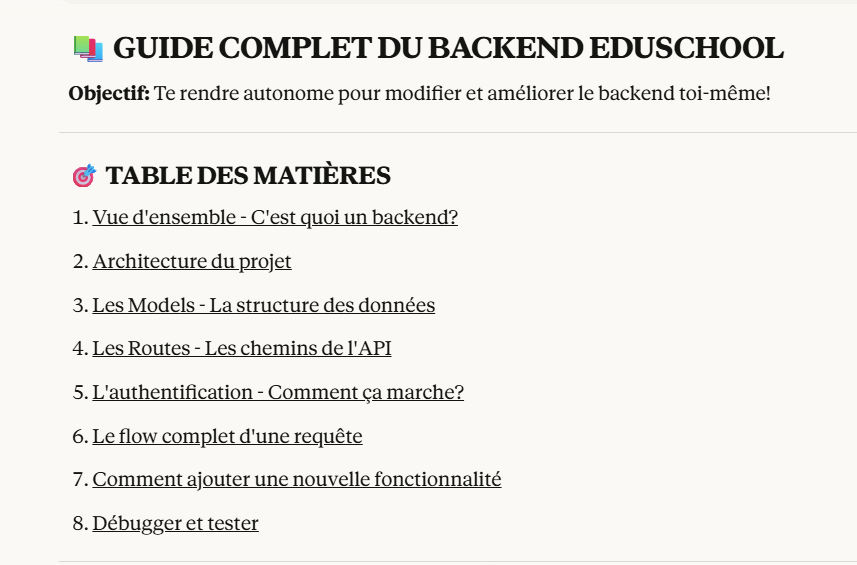 📚 GUIDE COMPLET DU BACKEND EDUSCHOOL
Objectif: Te rendre autonome pour modifier et améliorer le backend toi-même!
🎯 TABLE DES MATIÈRES
1. Vue d'ensemble - C'est quoi un backend?
2. Architecture du projet
3. Les Models - La structure des données
4. Les Routes - Les chemins de l'API
5. L'authentification - Comment ça marche?
6. Le flow complet d'une requête
7. Comment ajouter une nouvelle fonctionnalité
8. Débugger et tester